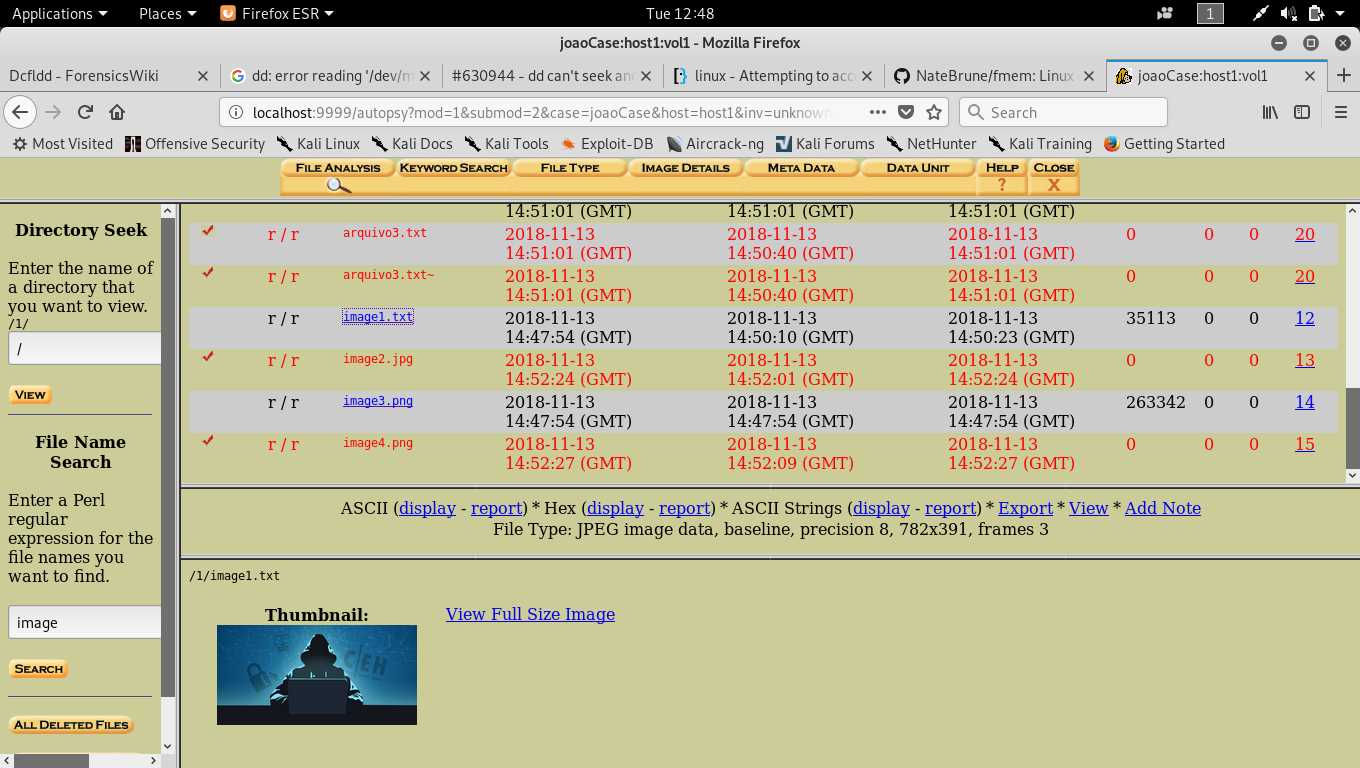 Applications Places Firefox ESR Tue 12:48 1
joaoCase:host1:vol1 - Mozilla Firefox
Dcfldd - ForensicsWiki dd: error reading '/dev/m #630944 - dd can't seek and linux - Attempting to acce NateBrune/fmem: Linux joaoCase:host1:vol1
localhost:9999/autopsy?mod=1&submod=2&case=joaoCase&host=host1&inv=unknown Search
Most Visited Offensive Security Kali Linux Kali Docs Kali Tools Exploit-DB Aircrack-ng Kali Forums NetHunter Kali Training Getting Started
FILE ANALYSIS KEYWORD SEARCH FILE TYPE IMAGE DETAILS META DATA DATA UNIT HELP CLOSE
? X
Directory Seek
Enter the name of
a directory that
you want to view.
/1/
/
VIEW
File Name
Search
Enter a Perl
regular
expression for the
file names you
want to find.
image
SEARCH
ALL DELETED FILES
14:51:01 (GMT) 14:51:01 (GMT) 14:51:01 (GMT)
r / r arquivo3.txt 2018-11-13 2018-11-13 2018-11-13 0 0 0 20
14:51:01 (GMT) 14:50:40 (GMT) 14:51:01 (GMT)
r / r arquivo3.txt~ 2018-11-13 2018-11-13 2018-11-13 0 0 0 20
14:51:01 (GMT) 14:50:40 (GMT) 14:51:01 (GMT)
r / r image1.txt 2018-11-13 2018-11-13 2018-11-13 35113 0 0 12
14:47:54 (GMT) 14:50:10 (GMT) 14:50:23 (GMT)
r / r image2.jpg 2018-11-13 2018-11-13 2018-11-13 0 0 0 13
14:52:24 (GMT) 14:52:01 (GMT) 14:52:24 (GMT)
r / r image3.png 2018-11-13 2018-11-13 2018-11-13 263342 0 0 14
14:47:54 (GMT) 14:47:54 (GMT) 14:47:54 (GMT)
r / r image4.png 2018-11-13 2018-11-13 2018-11-13 0 0 0 15
14:52:27 (GMT) 14:52:09 (GMT) 14:52:27 (GMT)
ASCII (display - report) * Hex (display - report) * ASCII Strings (display - report) * Export * View * Add Note
File Type: JPEG image data, baseline, precision 8, 782x391, frames 3
/1/image1.txt
Thumbnail: View Full Size Image
CEH